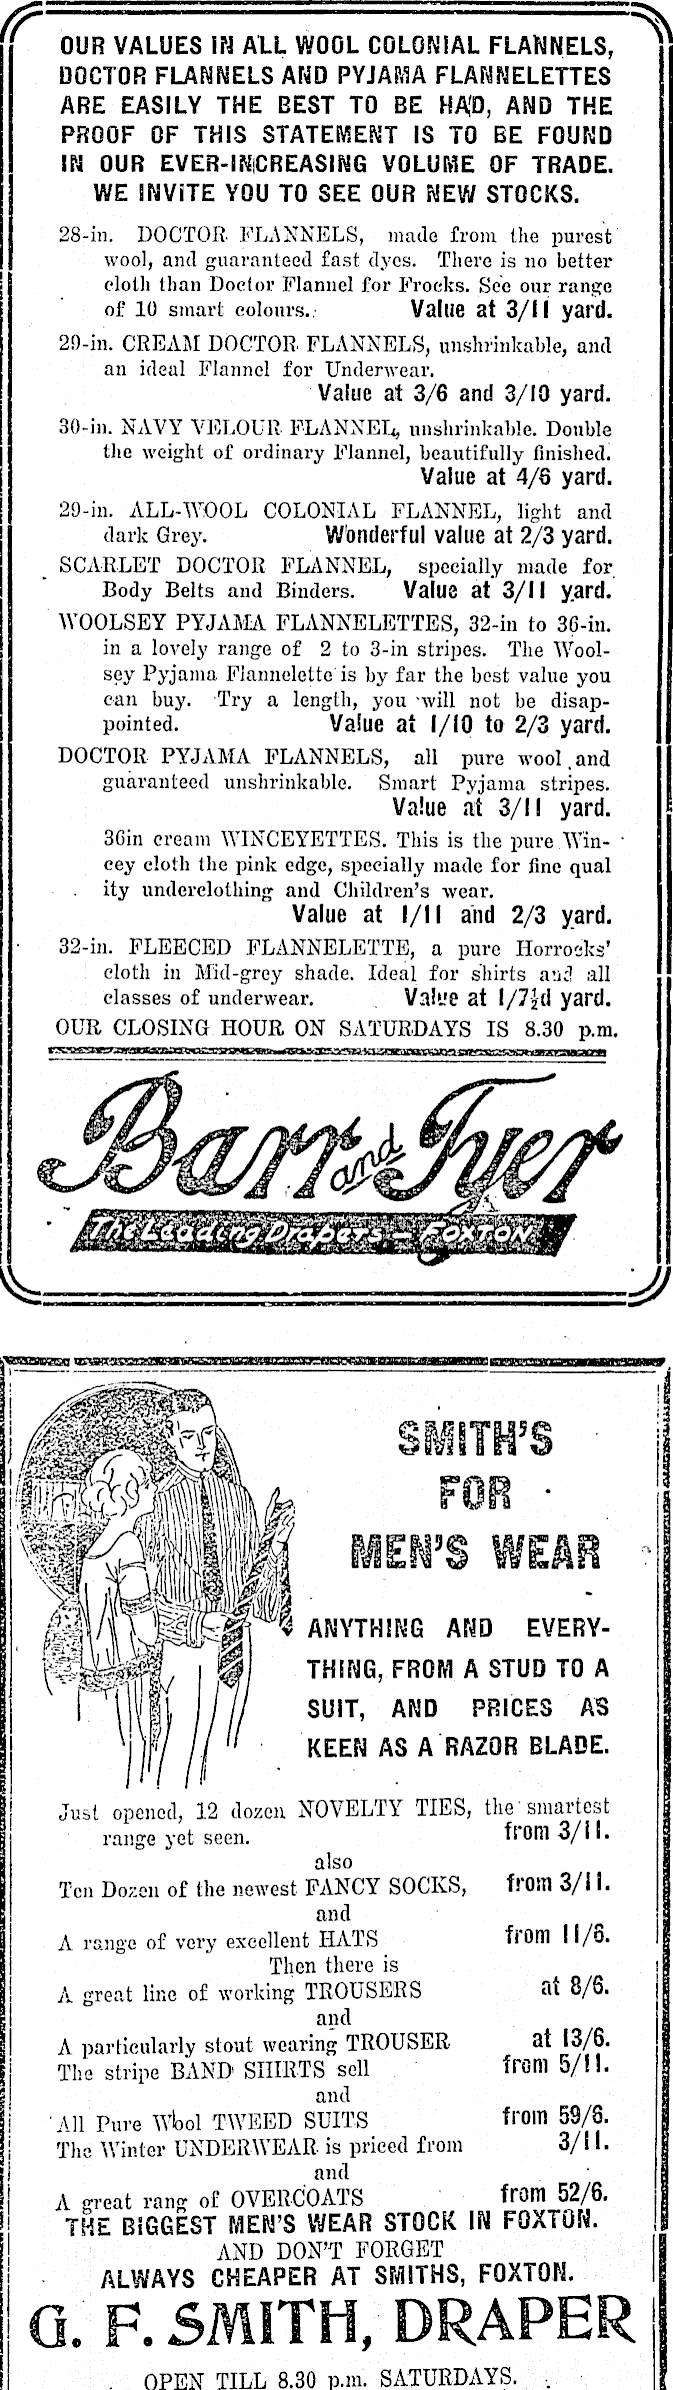 OUR VALUES IN ALL WOOL COLONIAL FLANNELS,
DOCTOR FLANNELS AND PYJAMA FLANNELETTES
ARE EASILY THE BEST TO BE HAD, AND THE
PROOF OF THIS STATEMENT IS TO BE FOUND
IN OUR EVER-INCREASING VOLUME OF TRADE.
WE INVITE YOU TO SEE OUR NEW STOCKS.
28-in. DOCTOR FLANNELS, made from the purest
wool, and guaranteed fast dyes. There is no better
cloth than Doctor Flannel for Frocks. See our range
of 10 smart colours. Value at 3/11 yard.
29-in. CREAM DOCTOR FLANNELS, unshrinkable, and
an ideal Flannel for Underwear.
Value at 3/6 and 3/10 yard.
30-in. NAVY VELOUR FLANNEL, unshrinkable. Double
the weight of ordinary Flannel, beautifully finished.
Value at 4/6 yard.
29-in. ALL-WOOL COLONIAL FLANNEL, light and
dark Grey. Wonderful value at 2/3 yard.
SCARLET DOCTOR FLANNEL, specially made for
Body Belts and Binders. Value at 3/11 yard.
WOOLSEY PYJAMA FLANNELETTES, 32-in to 36-in.
in a lovely range of 2 to 3-in stripes. The Wool-
sey Pyjama Flannelette is by far the best value you
can buy. Try a length, you will not be disap-
pointed. Value at 1/10 to 2/3 yard.
DOCTOR PYJAMA FLANNELS, all pure wool and
guaranteed unshrinkable. Smart Pyjama stripes.
Value at 3/11 yard.
36in cream WINCEYETTES. This is the pure Win-
cey cloth the pink edge, specially made for fine qual
ity underclothing and Children's wear.
Value at 1/11 and 2/3 yard.
32-in. FLEECED FLANNELETTE, a pure Horrocks'
cloth in Mid-grey shade. Ideal for shirts and all
classes of underwear. Value at 1/7½d yard.
OUR CLOSING HOUR ON SATURDAYS IS 8.30 p.m.
Barr and Tyer
The Leading Drapers – FOXTON
SMITH'S
FOR
MEN'S WEAR
ANYTHING AND EVERY-
THING, FROM A STUD TO A
SUIT, AND PRICES AS
KEEN AS A RAZOR BLADE.
Just opened, 12 dozen NOVELTY TIES, the smartest
range yet seen. from 3/11.
also
Ten Dozen of the newest FANCY SOCKS, from 3/11.
and
A range of very excellent HATS from 11/6.
Then there is
A great line of working TROUSERS at 8/6.
and
A particularly stout wearing TROUSER at 13/6.
The stripe BAND SHIRTS sell from 5/11.
and
All Pure Wool TWEED SUITS from 59/6.
The Winter UNDERWEAR is priced from 3/11.
and
A great rang of OVERCOATS from 52/6.
THE BIGGEST MEN'S WEAR STOCK IN FOXTON.
AND DON'T FORGET
ALWAYS CHEAPER AT SMITHS, FOXTON.
G. F. SMITH, DRAPER
OPEN TILL 8.30 p.m. SATURDAYS.